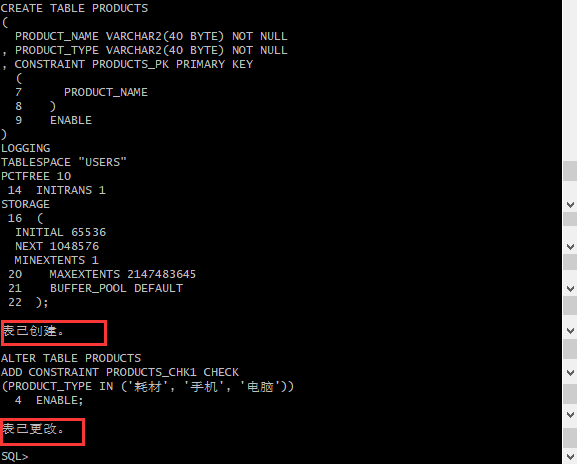 CREATE TABLE PRODUCTS
(
PRODUCT_NAME VARCHAR2(40 BYTE) NOT NULL
, PRODUCT_TYPE VARCHAR2(40 BYTE) NOT NULL
, CONSTRAINT PRODUCTS_PK PRIMARY KEY
(
7 PRODUCT_NAME
8 )
9 ENABLE
)
LOGGING
TABLESPACE "USERS"
PCTFREE 10
14 INITRANS 1
STORAGE
16 (
INITIAL 65536
NEXT 1048576
MINEXTENTS 1
20 MAXEXTENTS 2147483645
21 BUFFER_POOL DEFAULT
22 );
表已创建。
ALTER TABLE PRODUCTS
ADD CONSTRAINT PRODUCTS_CHK1 CHECK
(PRODUCT_TYPE IN ('耗材', '手机', '电脑'))
4 ENABLE;
表已更改。
SQL>